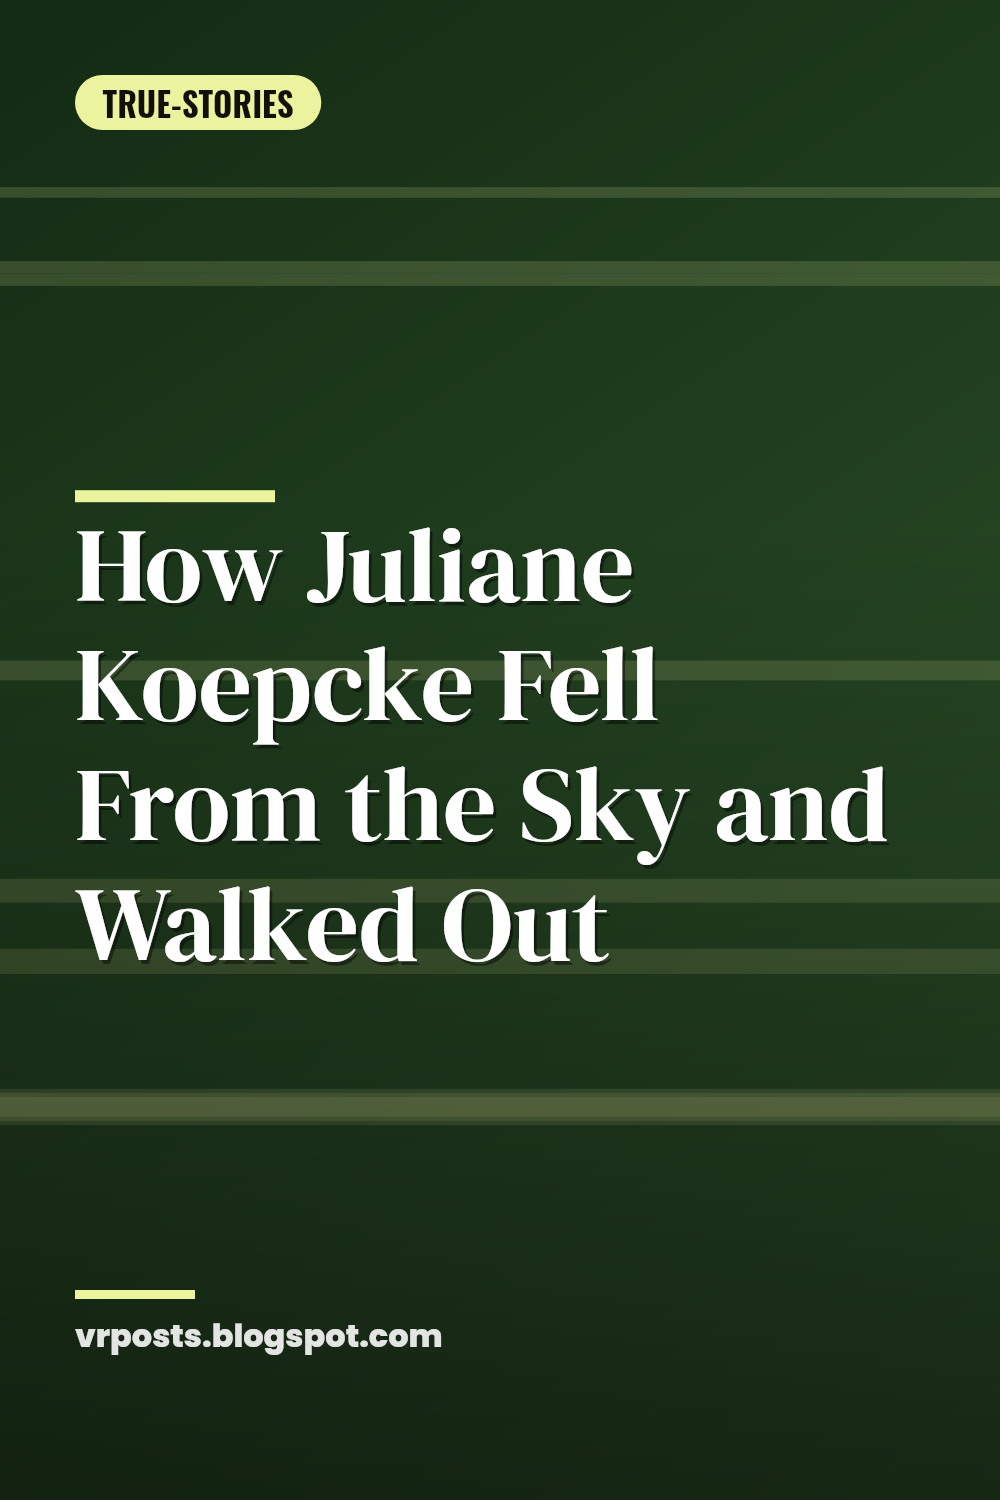 TRUE-STORIES
How Juliane
Koepcke Fell
From the Sky and
Walked Out
vrposts.blogspot.com